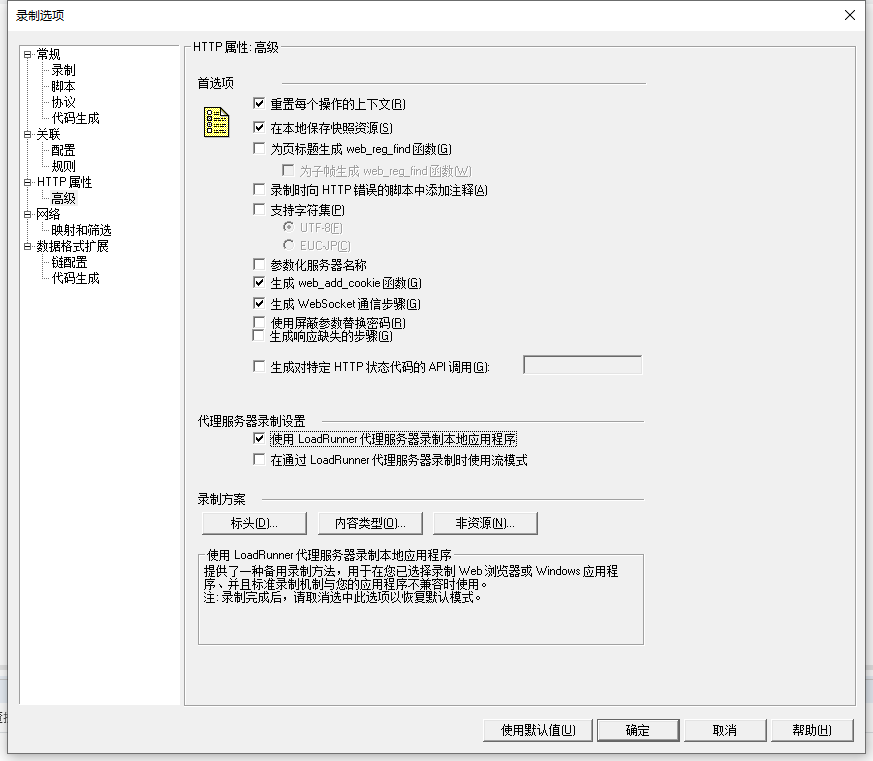 录制选项
常规
录制
脚本
协议
代码生成
关联
配置
规则
HTTP 属性
高级
网络
映射和筛选
数据格式扩展
链配置
代码生成
HTTP 属性: 高级
首选项
重置每个操作的上下文(R)
在本地保存快照资源(S)
为页标题生成 web_reg_find 函数(G)
为子帧生成 web_reg_find 函数(W)
录制时向 HTTP 错误的脚本中添加注释(A)
支持字符集(P)
UTF-8(F)
EUC-JP(C)
参数化服务器名称
生成 web_add_cookie 函数(G)
生成 WebSocket 通信步骤(G)
使用屏蔽参数替换密码(R)
生成响应缺失的步骤(G)
生成对特定 HTTP 状态代码的 API 调用(G):
代理服务器录制设置
使用 LoadRunner 代理服务器录制本地应用程序
在通过 LoadRunner 代理服务器录制时使用流模式
录制方案
标头(D)... 内容类型(O)... 非资源(N)...
使用 LoadRunner 代理服务器录制本地应用程序
提供了一种备用录制方法，用于在您已选择录制 Web 浏览器或 Windows 应用程
序、并且标准录制机制与您的应用程序不兼容时使用。
注: 录制完成后，请取消选中此选项以恢复默认模式。
使用默认值(U) 确定 取消 帮助(H)